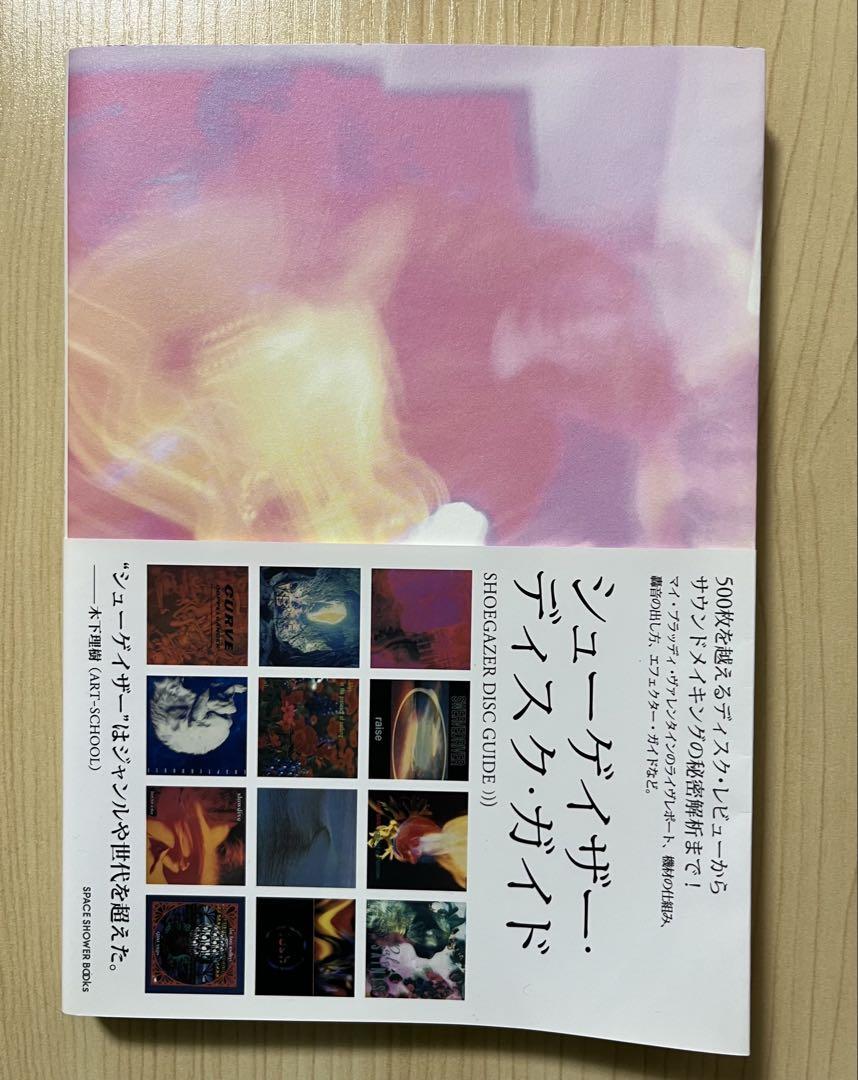 500枚を越えるディスク・レビューから
サウンドメイキングの秘密解析まで!
マイ・ブラッディ・ヴァレンタインのライヴレポート、機材の仕組み、
轟音の出し方、エフェクター・ガイドなど。
シューゲイザー・
ディスク・ガイド
SHOEGAZER DISC GUIDE )))
SWERVEDRIVER
raise
CURVE
slowdive
“シューゲイザー”はジャンルや世代を超えた。
——木下理樹(ART-SCHOOL)
SPACE SHOWER BOOKS